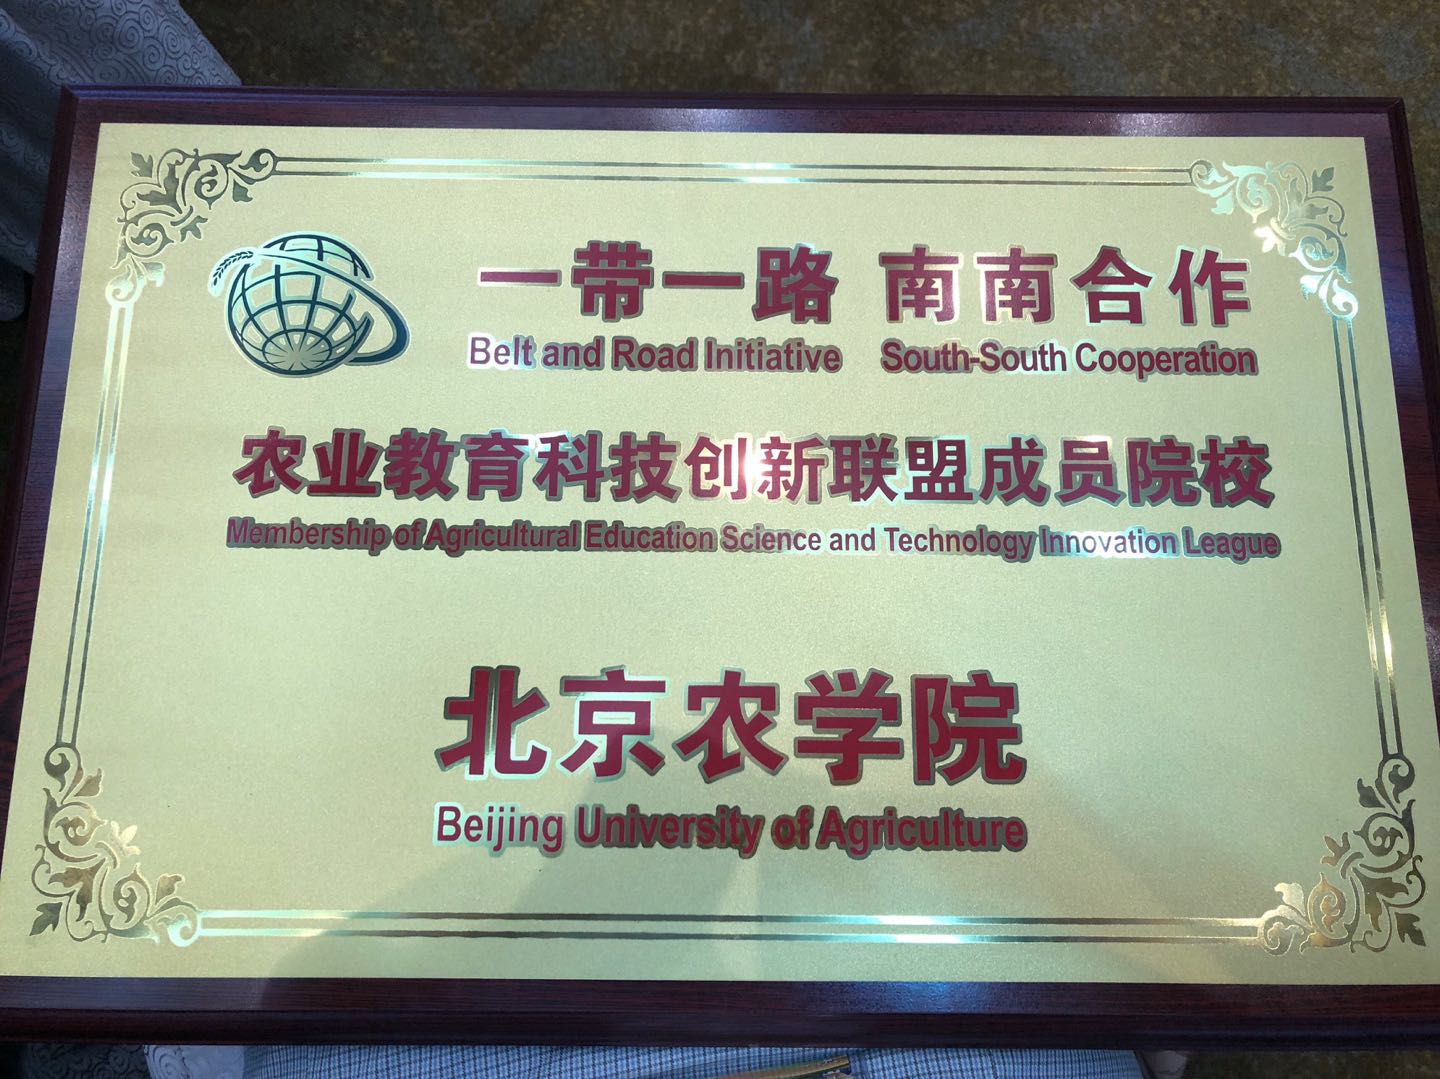 一带一路 南南合作
Belt and Road Initiative South-South Cooperation
农业教育科技创新联盟成员院校
Membership of Agricultural Education Science and Technology Innovation League
北京农学院
Beijing University of Agriculture